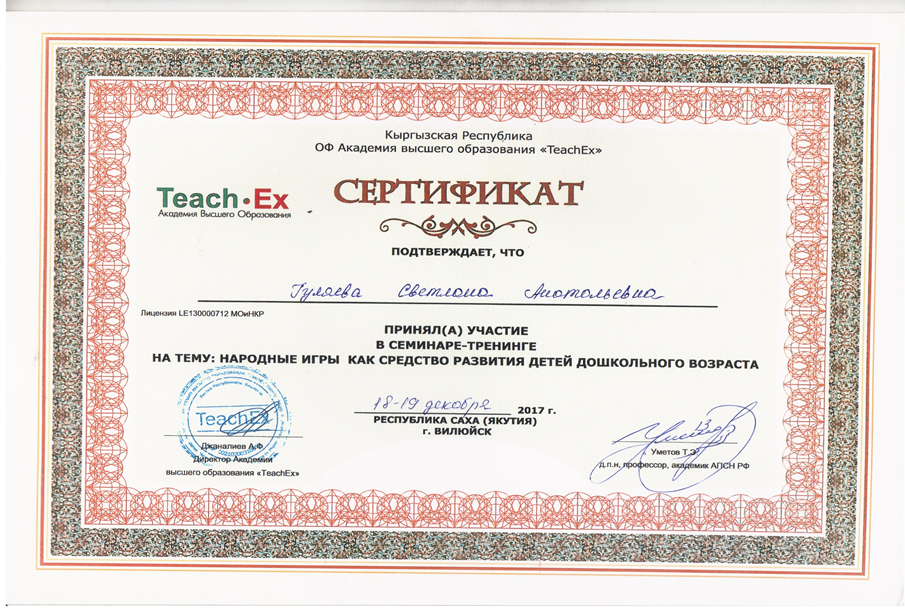 Кыргызская Республика
ОФ Академия высшего образования «TeachEx»
Teach·Ex
Академия Высшего Образования
СЕРТИФИКАТ
ПОДТВЕРЖДАЕТ, ЧТО
Гуляева Светлана Анатольевна
Лицензия LE130000712 МОиНКР
ПРИНЯЛ(А) УЧАСТИЕ
В СЕМИНАРЕ-ТРЕНИНГЕ
НА ТЕМУ: НАРОДНЫЕ ИГРЫ КАК СРЕДСТВО РАЗВИТИЯ ДЕТЕЙ ДОШКОЛЬНОГО ВОЗРАСТА
18-19 декабря 2017 г.
РЕСПУБЛИКА САХА (ЯКУТИЯ)
г. ВИЛЮЙСК
TeachEx
Джаналиев А.Ф.
Директор Академии
высшего образования «TeachEx»
Уметов Т.Э.
д.п.н, профессор, академик АПСН РФ